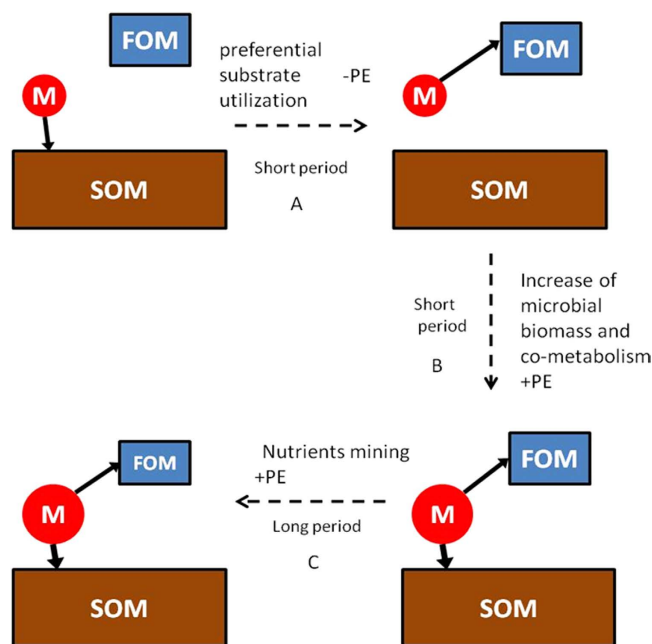 FOM
M
SOM
preferential
substrate
utilization -PE
Short period
A
FOM
M
SOM
Short
period
B
Increase of
microbial
biomass and
co-metabolism
+PE
FOM
M
SOM
Nutrients mining
+PE
Long period
C
FOM
M
SOM